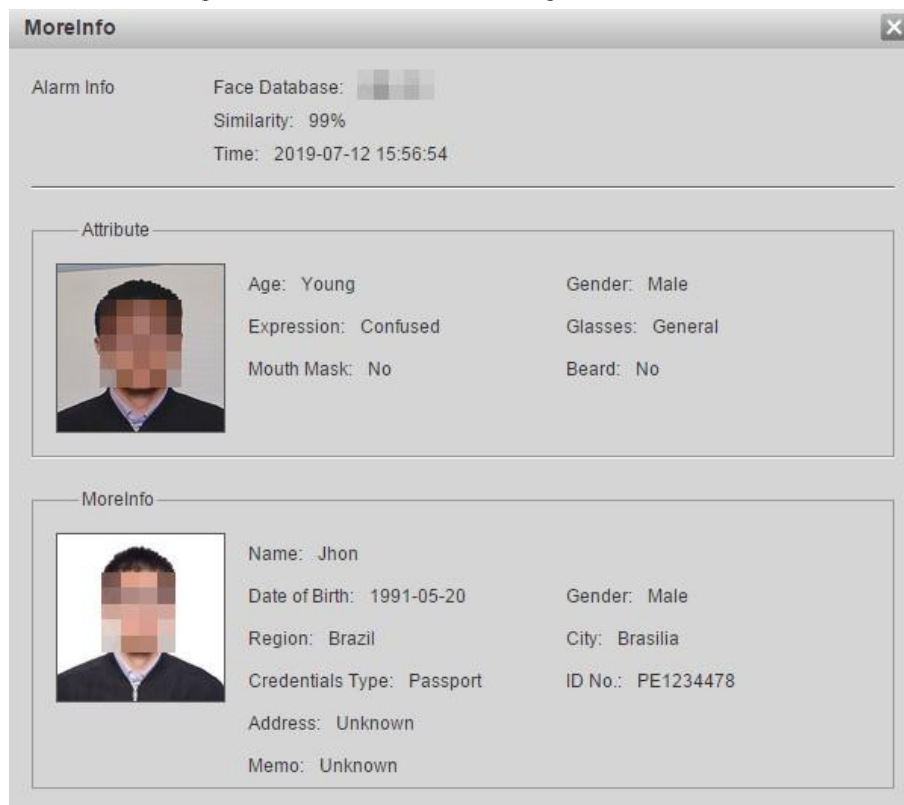 MoreInfo
Alarm Info Face Database:
Similarity: 99%
Time: 2019-07-12 15:56:54
Attribute
Age: Young Gender: Male
Expression: Confused Glasses: General
Mouth Mask: No Beard: No
MoreInfo
Name: Jhon
Date of Birth: 1991-05-20 Gender: Male
Region: Brazil City: Brasilia
Credentials Type: Passport ID No.: PE1234478
Address: Unknown
Memo: Unknown